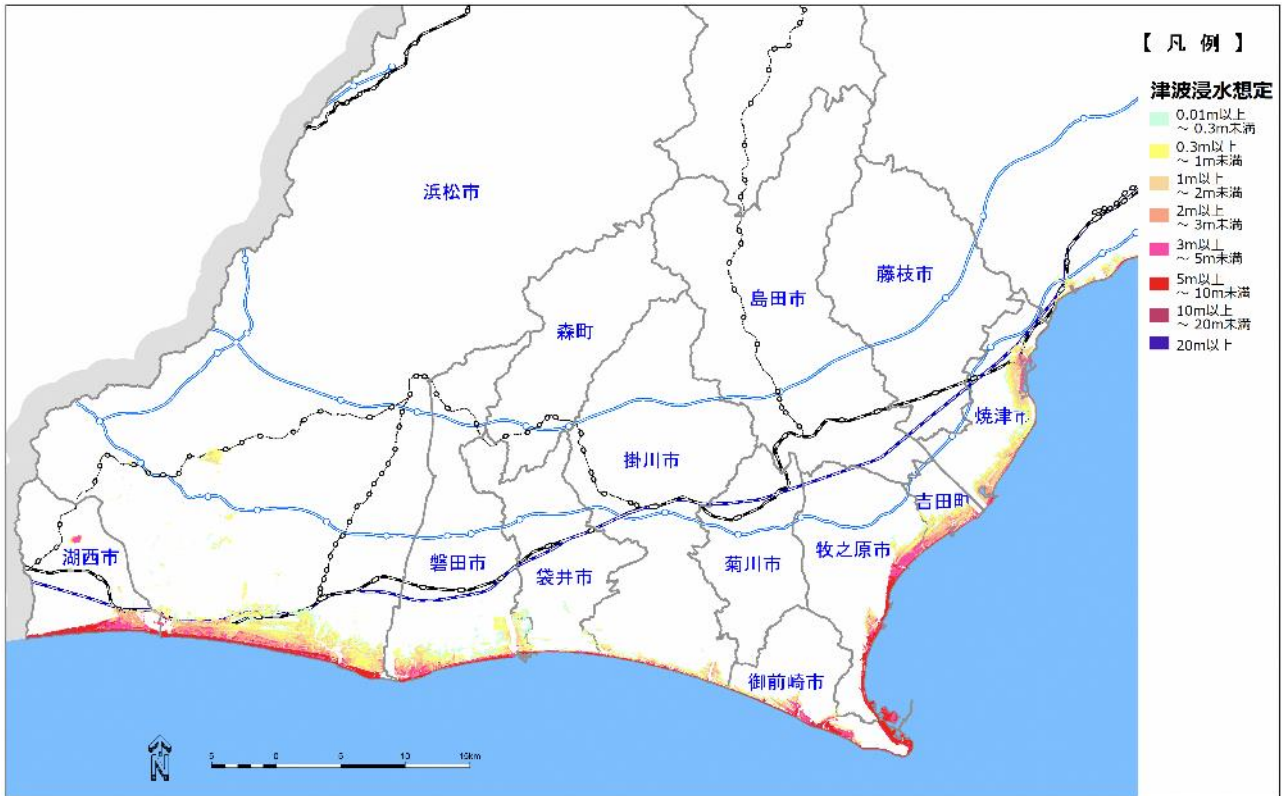 【 凡 例 】
津波浸水想定
0.01m以上
～ 0.3m未満
0.3m以上
～ 1m未満
1m以上
～ 2m未満
2m以上
～ 3m未満
3m以上
～ 5m未満
5m以上
～ 10m未満
10m以上
～ 20m未満
20m以上
浜松市
藤枝市
島田市
森町
焼津市
掛川市
吉田町
湖西市
磐田市
袋井市
菊川市
牧之原市
御前崎市
N
5 0 5 10 15km